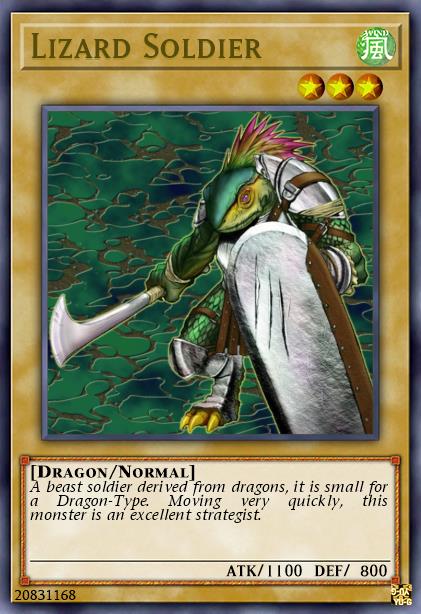 Lizard Soldier
WIND
風
[Dragon/Normal]
A beast soldier derived from dragons, it is small for
a Dragon-Type. Moving very quickly, this
monster is an excellent strategist.
ATK/1100 DEF/ 800
20831168